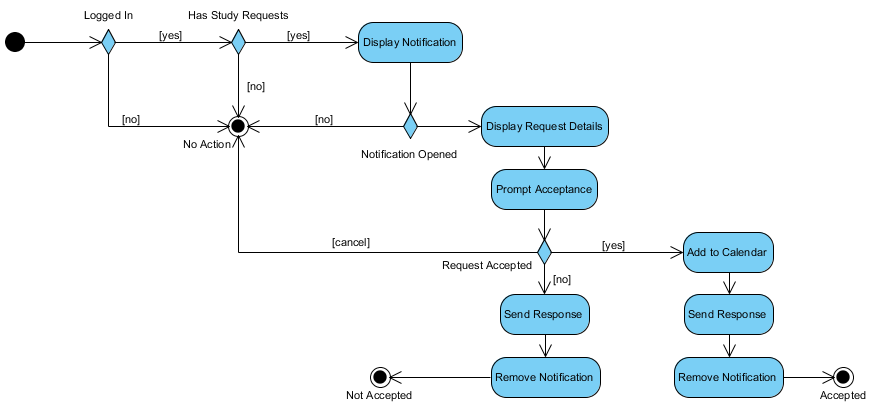 Logged In
Has Study Requests
[yes]
[yes]
Display Notification
[no]
[no]
[no]
Display Request Details
No Action
Notification Opened
Prompt Acceptance
[cancel]
[yes]
Add to Calendar
Request Accepted
[no]
Send Response
Send Response
Remove Notification
Remove Notification
Not Accepted
Accepted